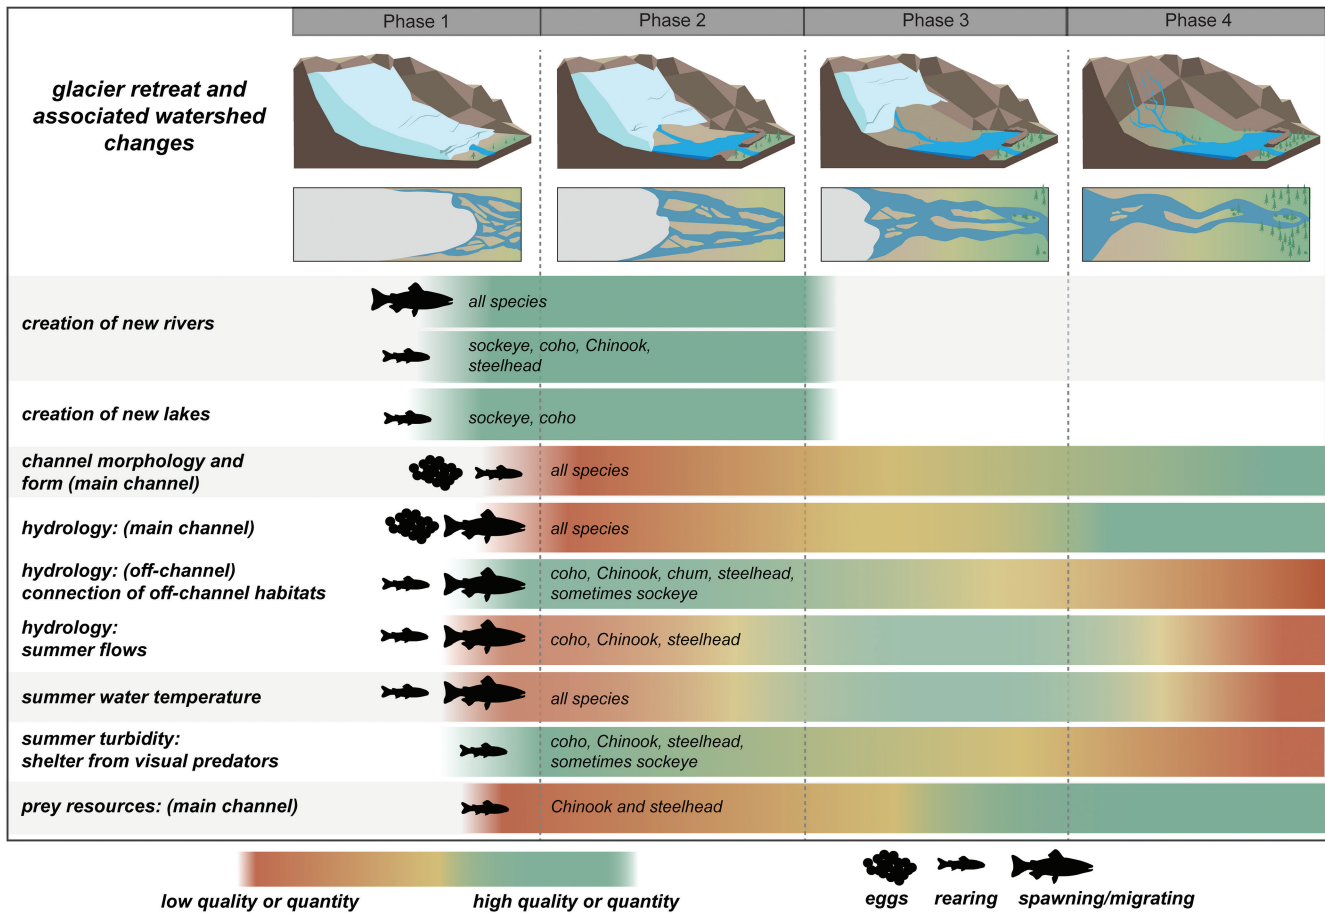 Phase 1
Phase 2
Phase 3
Phase 4
glacier retreat and
associated watershed
changes
creation of new rivers
all species
sockeye, coho, Chinook,
steelhead
creation of new lakes
sockeye, coho
channel morphology and
form (main channel)
all species
hydrology: (main channel)
all species
hydrology: (off-channel)
connection of off-channel habitats
coho, Chinook, chum, steelhead,
sometimes sockeye
hydrology:
summer flows
coho, Chinook, steelhead
summer water temperature
all species
summer turbidity:
shelter from visual predators
coho, Chinook, steelhead,
sometimes sockeye
prey resources: (main channel)
Chinook and steelhead
low quality or quantity
high quality or quantity
eggs
rearing
spawning/migrating